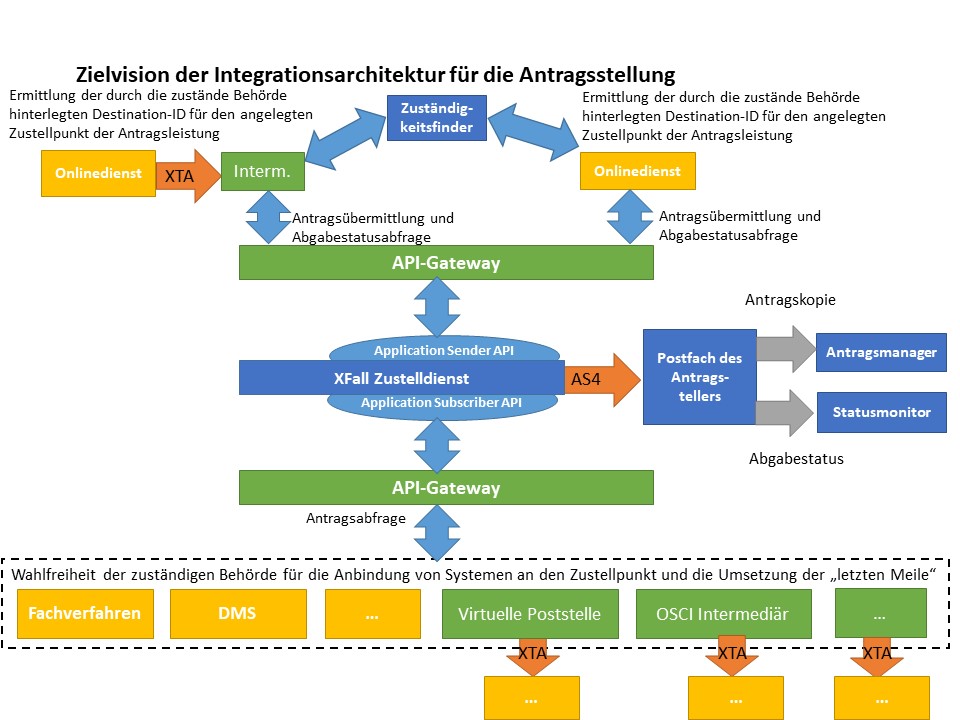 Zielvision der Integrationsarchitektur für die Antragsstellung
Ermittlung der durch die zustände Behörde
hinterlegten Destination-ID für den angelegten
Zustellpunkt der Antragsleistung
Zuständig-
keitsfinder
Ermittlung der durch die zustände Behörde
hinterlegten Destination-ID für den angelegten
Zustellpunkt der Antragsleistung
Onlinedienst
XTA
Interm.
Onlinedienst
Antragsübermittlung und
Abgabestatusabfrage
Antragsübermittlung und
Abgabestatusabfrage
API-Gateway
Antragskopie
Application Sender API
XFall Zustelldienst
Application Subscriber API
AS4
Postfach des
Antrags-
tellers
Antragsmanager
Statusmonitor
Abgabestatus
API-Gateway
Antragsabfrage
Wahlfreiheit der zuständigen Behörde für die Anbindung von Systemen an den Zustellpunkt und die Umsetzung der „letzten Meile“
Fachverfahren
DMS
...
Virtuelle Poststelle
OSCI Intermediär
...
XTA
XTA
XTA
...
...
...